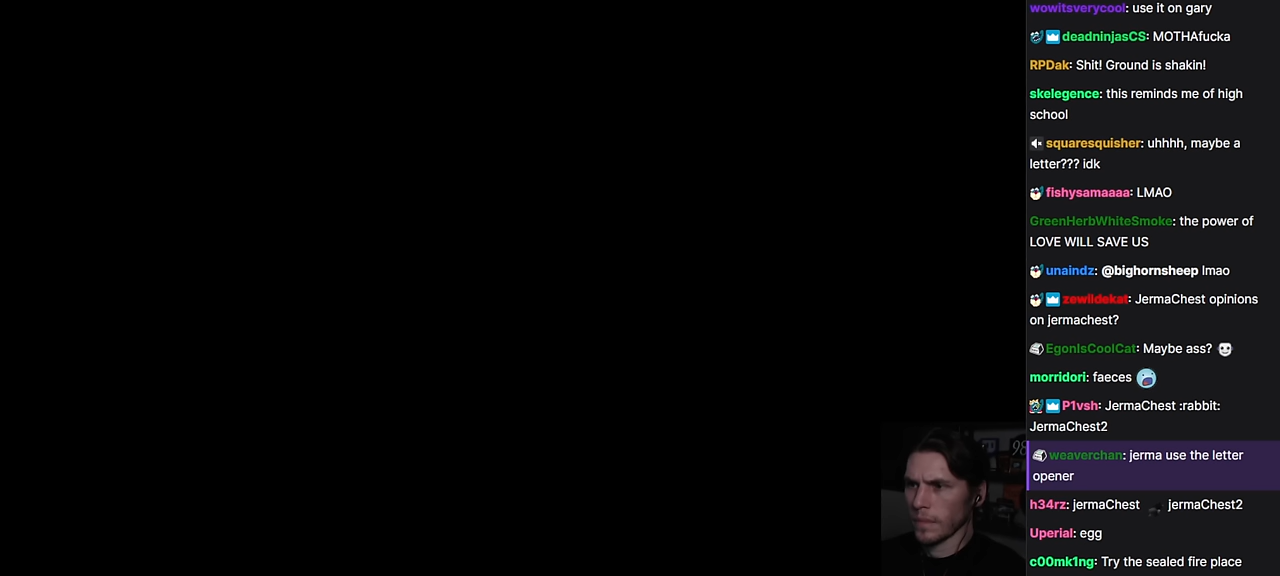 wowitsverycool: use it on gary
deadninjasCS: MOTHAfucka
RPDak: Shit! Ground is shakin!
skelegence: this reminds me of high
school
squaresquisher: uhhhh, maybe a
letter??? idk
fishysamaaaa: LMAO
GreenHerbWhiteSmoke: the power of
LOVE WILL SAVE US
unaindz: @bighornsheep lmao
zewildekat: JermaChest opinions
on jermachest?
EgonIsCoolCat: Maybe ass?
morridori: faeces
P1vsh: JermaChest :rabbit:
JermaChest2
weaverchan: jerma use the letter
opener
h34rz: jermaChest jermaChest2
Uperial: egg
c00mk1ng: Try the sealed fire place
98